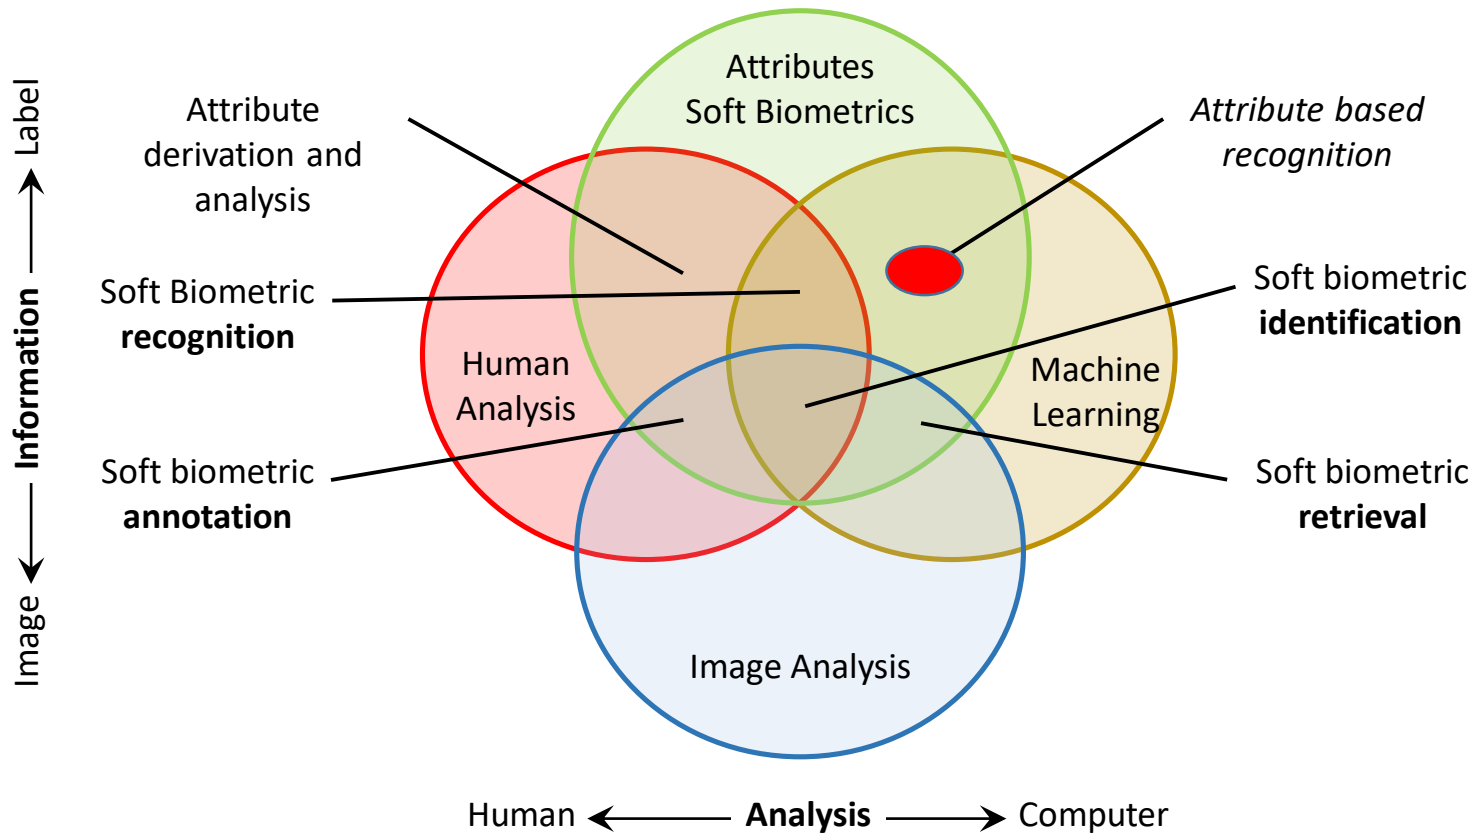 Attributes
Soft Biometrics
Attribute
derivation and
analysis
Attribute based
recognition
Soft Biometric
recognition
Soft biometric
identification
Human
Analysis
Machine
Learning
Soft biometric
annotation
Soft biometric
retrieval
Image Analysis
Label
Information
Image
Human
Analysis
Computer